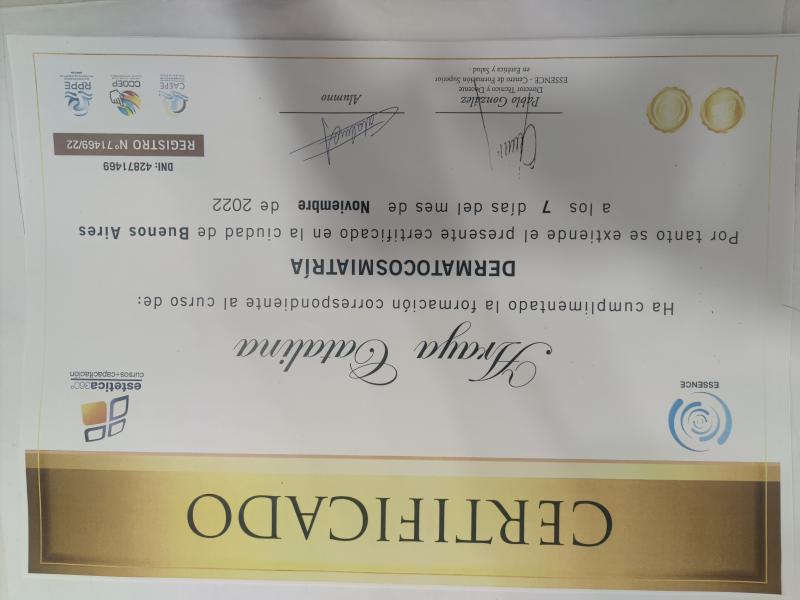 CERTIFICADO
ESSENCE
estetica360°
cursos+capacitación
Araya Catalina
Ha cumplimentado la formación correspondiente al curso de:
DERMATOCOSMIATRÍA
Por tanto se extiende el presente certificado en la ciudad de Buenos Aires
a los 7 días del mes de Noviembre de 2022
DNI: 42871469
REGISTRO N°71469/22
Pablo González
Director Técnico y Docente
ESSENCE - Centro de Formación Superior
en Estética y Salud -
Catalina A
Alumno
CAEPE
CCOEP
RPPE